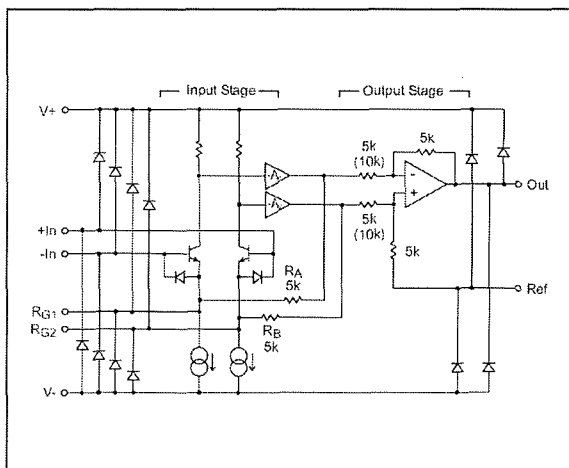 Input Stage
Output Stage
V+
5k
(10k)
5k
-A
-
+
Out
-A
+In
-In
5k
(10k)
5k
RA
5k
Ref
RG1
RG2
RB
5k
V-